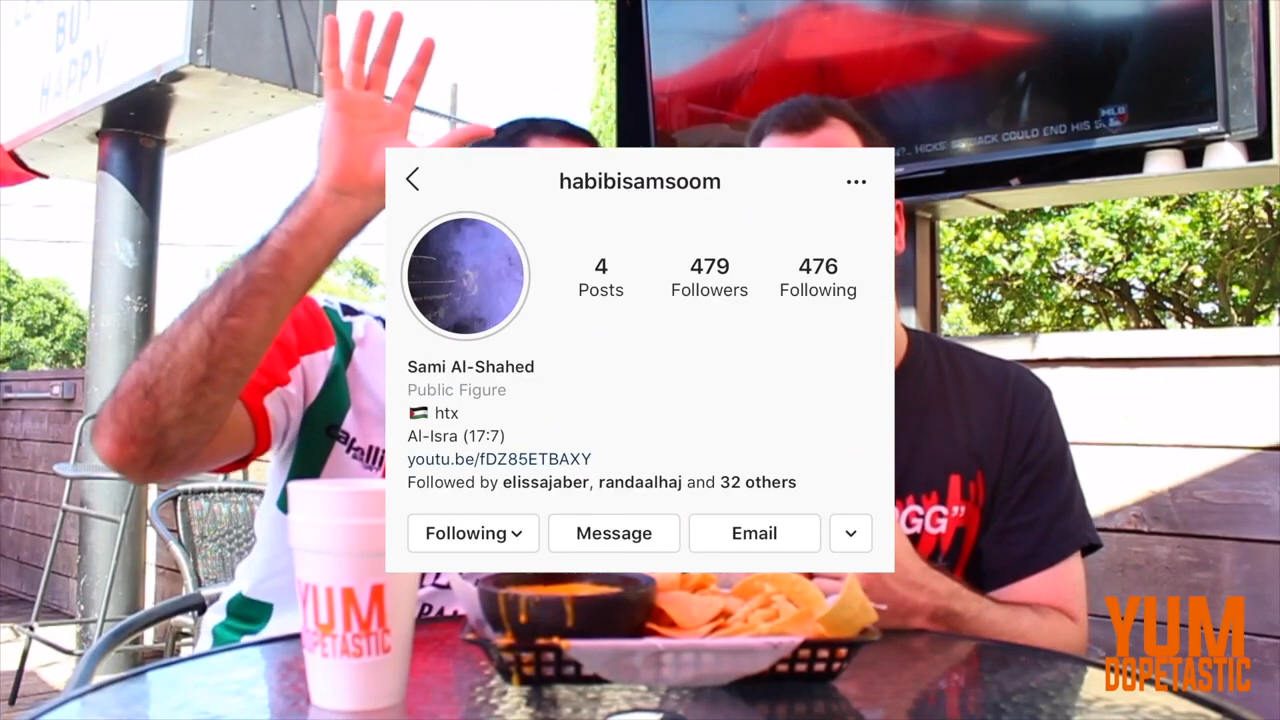 BUT
HAPPY
HICKS' SETBACK COULD END HIS S
MLB
habibisamsoom
4
Posts
479
Followers
476
Following
Sami Al-Shahed
Public Figure
🇵🇸 htx
Al-Isra (17:7)
youtu.be/fDZ85ETBAXY
Followed by elissajaber, randaalhaj and 32 others
Following
Message
Email
GG”
YUM
DOPETASTIC
YUM
DOPETASTIC